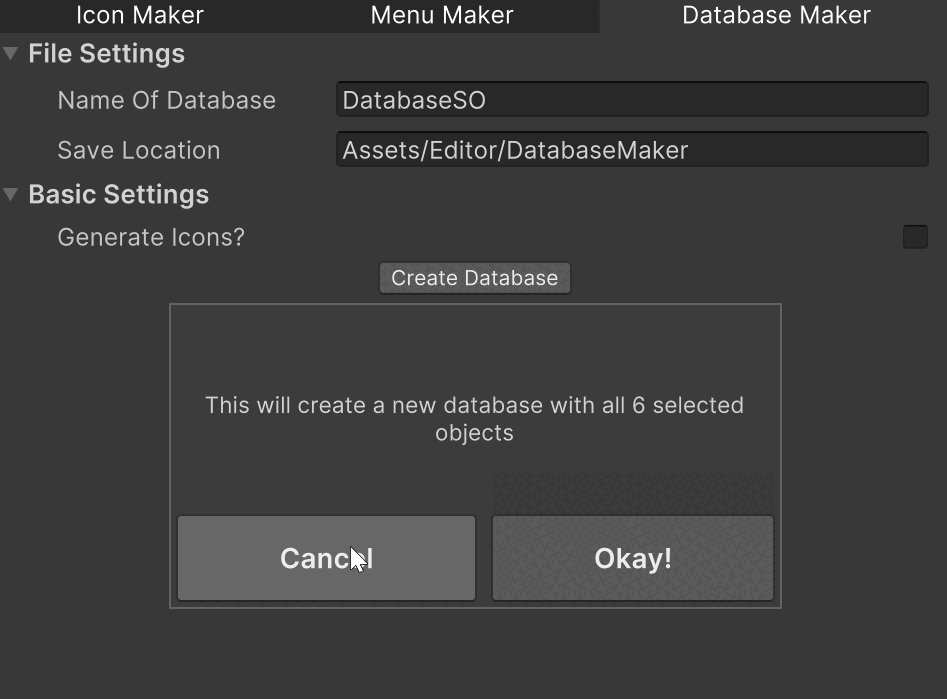 Icon Maker Menu Maker Database Maker
File Settings
Name Of Database DatabaseSO
Save Location Assets/Editor/DatabaseMaker
Basic Settings
Generate Icons?
Create Database
This will create a new database with all 6 selected
objects
Cancel Okay!